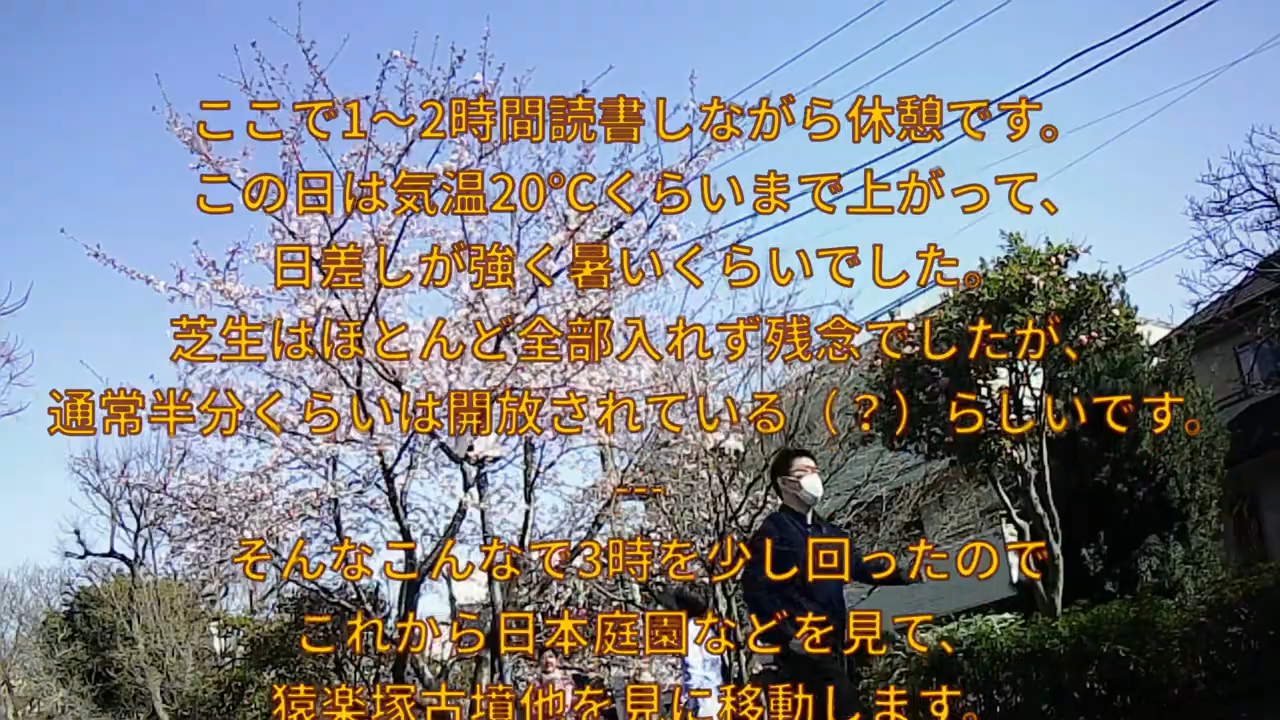 ここで1～2時間読書しながら休憩です。
この日は気温20℃くらいまで上がって、
日差しが強く暑いくらいでした。
芝生はほとんど全部入れず残念でしたが、
通常半分くらいは開放されている（？）らしいです。
---
そんなこんなで3時を少し回ったので
これから日本庭園などを見て、
猿楽塚古墳他を見に移動します。